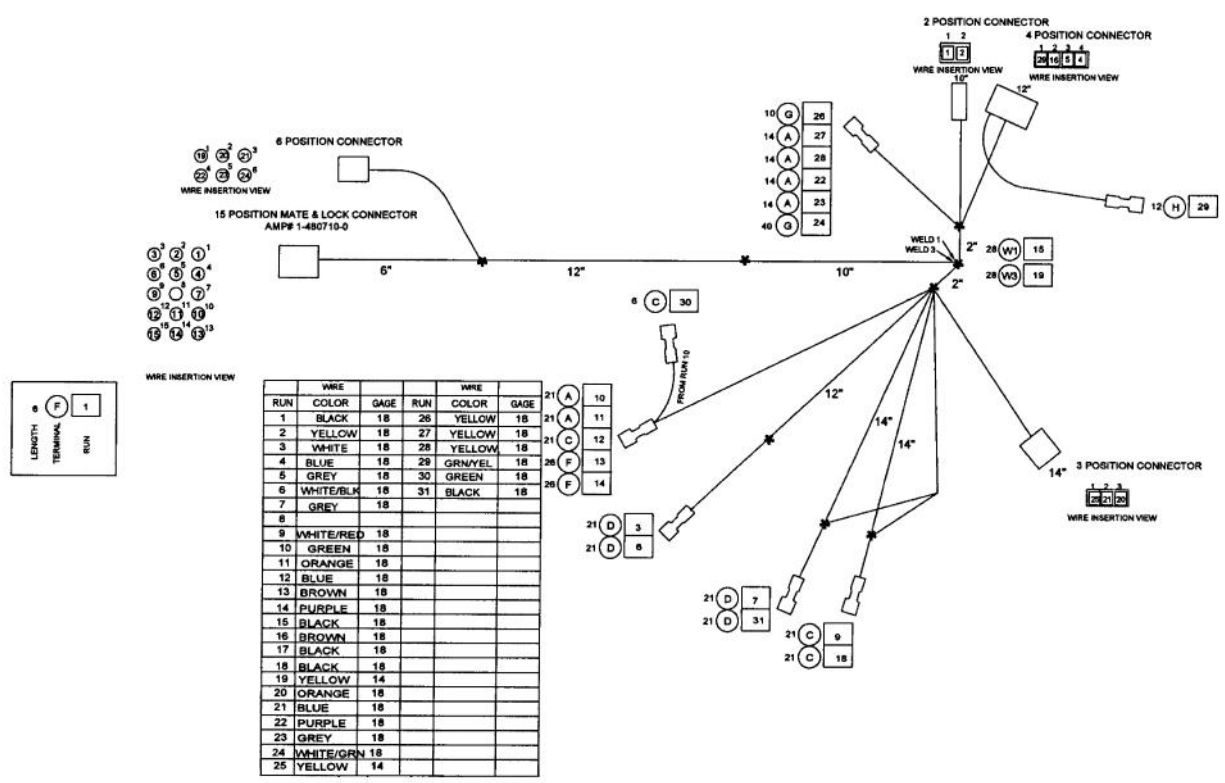 2 POSITION CONNECTOR
1 2
1 2
WIRE INSERTION VIEW
10"
4 POSITION CONNECTOR
1 2 3 4
29 16 5 4
WIRE INSERTION VIEW
12"
10 G 26
14 A 27
14 A 28
14 A 22
14 A 23
40 G 24
12 H 29
6 POSITION CONNECTOR
19 1 20 2 21 3
22 4 23 5 24 6
WIRE INSERTION VIEW
15 POSITION MATE & LOCK CONNECTOR
AMP# 1-480710-0
3 3 2 2 1 1
6 6 5 5 4 4
9 9 8 7 7
12 12 11 11 10 10
15 15 14 14 13 13
WIRE INSERTION VIEW
6"
12"
10"
WELD 1
WELD 3
2"
2"
28 W1 15
28 W3 19
6 C 30
FROM RUN 10
6 F 1
LENGTH
TERMINAL
RUN
WIRE WIRE
RUN COLOR GAGE RUN COLOR GAGE
1 BLACK 18 26 YELLOW 18
2 YELLOW 18 27 YELLOW 18
3 WHITE 18 28 YELLOW 18
4 BLUE 18 29 GRN/YEL 18
5 GREY 18 30 GREEN 18
6 WHITE/BLK 18 31 BLACK 18
7 GREY 18
8
9 WHITE/RED 18
10 GREEN 18
11 ORANGE 18
12 BLUE 18
13 BROWN 18
14 PURPLE 18
15 BLACK 18
16 BROWN 18
17 BLACK 18
18 BLACK 18
19 YELLOW 14
20 ORANGE 18
21 BLUE 18
22 PURPLE 18
23 GREY 18
24 WHITE/GRN 18
25 YELLOW 14
21 A 10
21 A 11
21 C 12
26 F 13
26 F 14
12"
14"
14"
14"
3 POSITION CONNECTOR
1 2 3
25 21 20
WIRE INSERTION VIEW
21 D 3
21 D 6
21 D 7
21 D 31
21 C 9
21 C 18